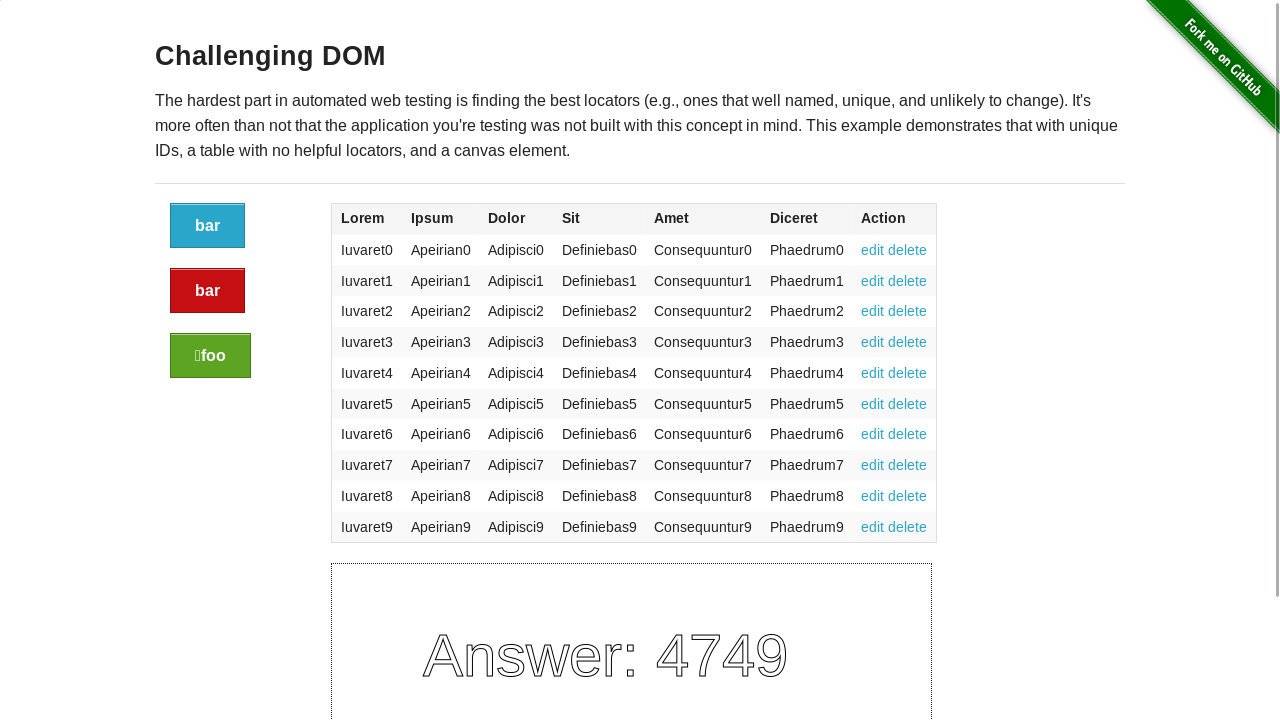 Fork me on GitHub
Challenging DOM
The hardest part in automated web testing is finding the best locators (e.g., ones that well named, unique, and unlikely to change). It's
more often than not that the application you're testing was not built with this concept in mind. This example demonstrates that with unique
IDs, a table with no helpful locators, and a canvas element.
bar
bar
foo
Lorem Ipsum Dolor Sit Amet Diceret Action
Iuvaret0 Apeirian0 Adipisci0 Definiebas0 Consequuntur0 Phaedrum0 edit delete
Iuvaret1 Apeirian1 Adipisci1 Definiebas1 Consequuntur1 Phaedrum1 edit delete
Iuvaret2 Apeirian2 Adipisci2 Definiebas2 Consequuntur2 Phaedrum2 edit delete
Iuvaret3 Apeirian3 Adipisci3 Definiebas3 Consequuntur3 Phaedrum3 edit delete
Iuvaret4 Apeirian4 Adipisci4 Definiebas4 Consequuntur4 Phaedrum4 edit delete
Iuvaret5 Apeirian5 Adipisci5 Definiebas5 Consequuntur5 Phaedrum5 edit delete
Iuvaret6 Apeirian6 Adipisci6 Definiebas6 Consequuntur6 Phaedrum6 edit delete
Iuvaret7 Apeirian7 Adipisci7 Definiebas7 Consequuntur7 Phaedrum7 edit delete
Iuvaret8 Apeirian8 Adipisci8 Definiebas8 Consequuntur8 Phaedrum8 edit delete
Iuvaret9 Apeirian9 Adipisci9 Definiebas9 Consequuntur9 Phaedrum9 edit delete
Answer: 4749